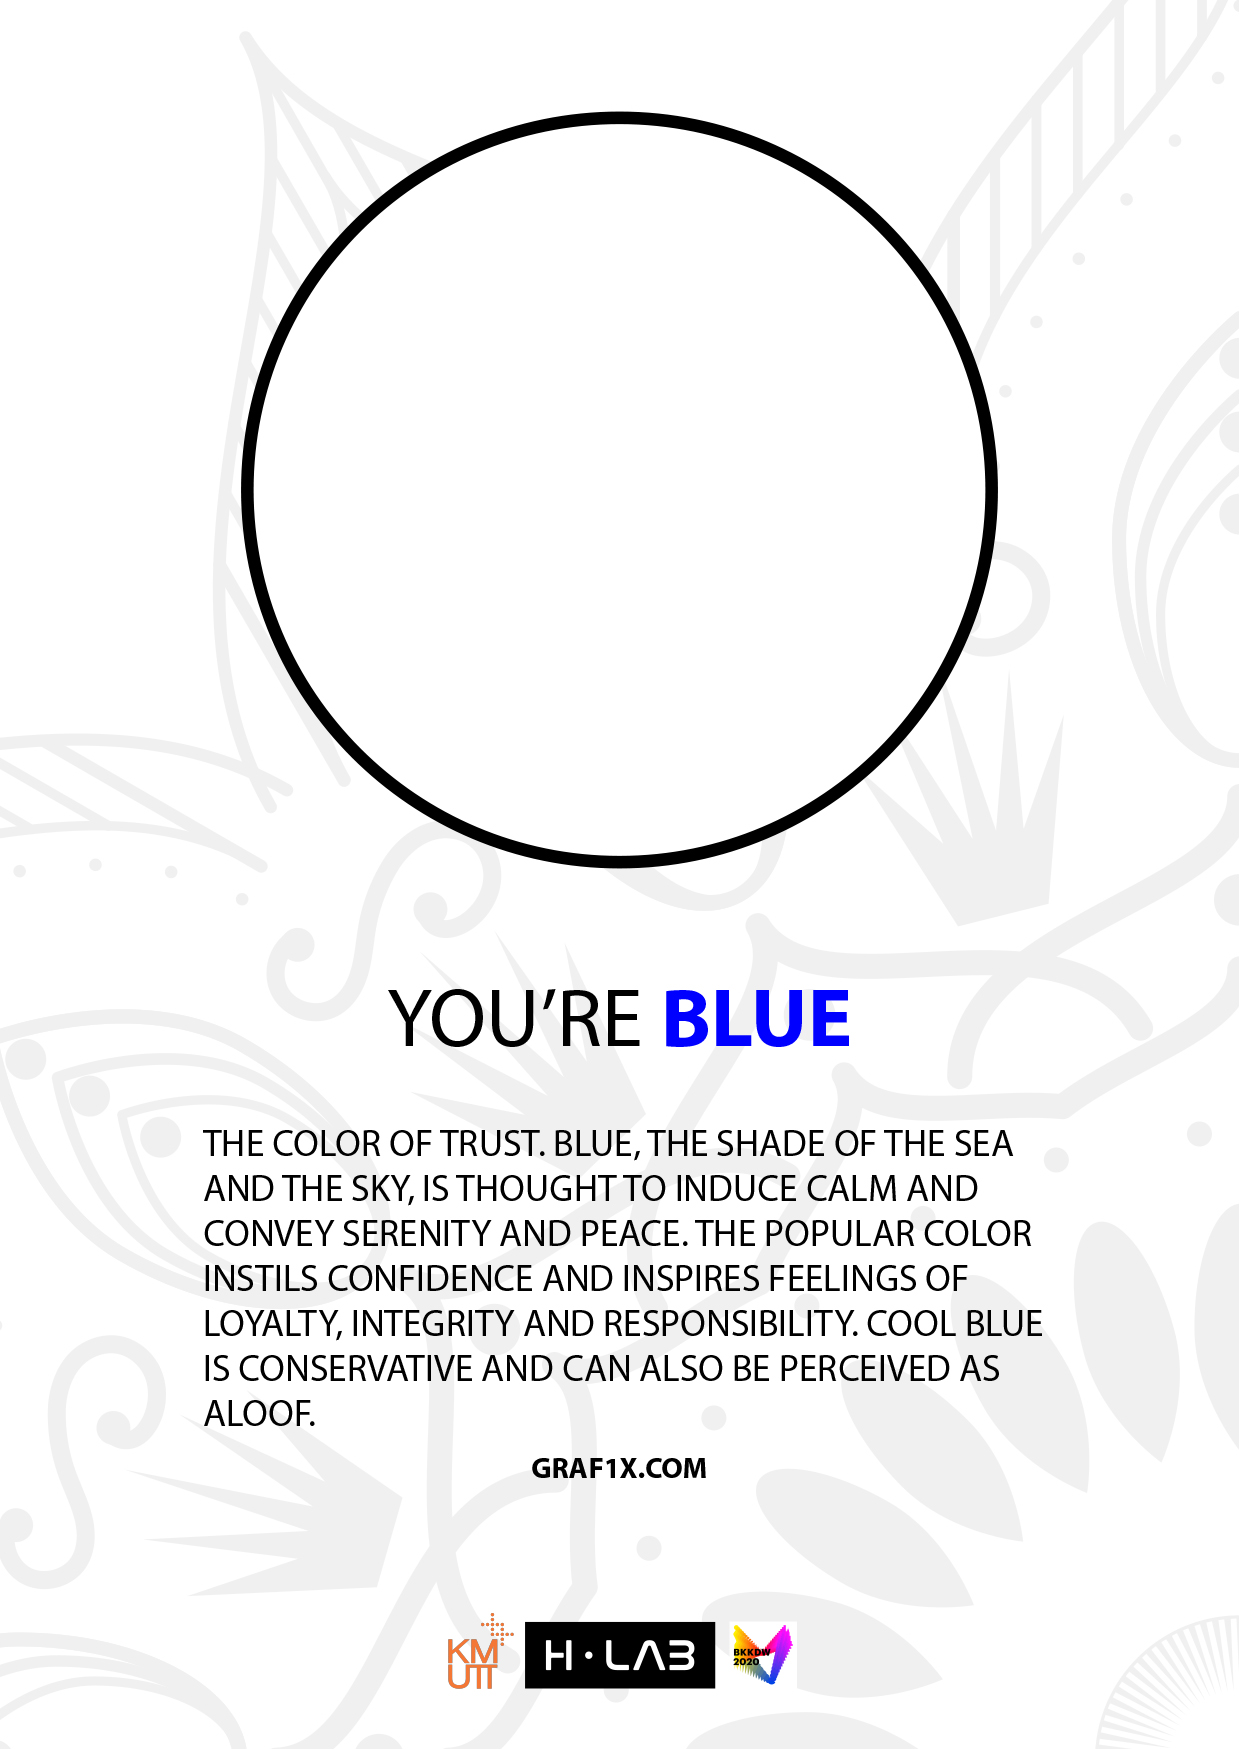 YOU’RE BLUE
THE COLOR OF TRUST. BLUE, THE SHADE OF THE SEA
AND THE SKY, IS THOUGHT TO INDUCE CALM AND
CONVEY SERENITY AND PEACE. THE POPULAR COLOR
INSTILS CONFIDENCE AND INSPIRES FEELINGS OF
LOYALTY, INTEGRITY AND RESPONSIBILITY. COOL BLUE
IS CONSERVATIVE AND CAN ALSO BE PERCEIVED AS
ALOOF.
GRAF1X.COM
KM
UTT
H·LAB
BKKDW
2020